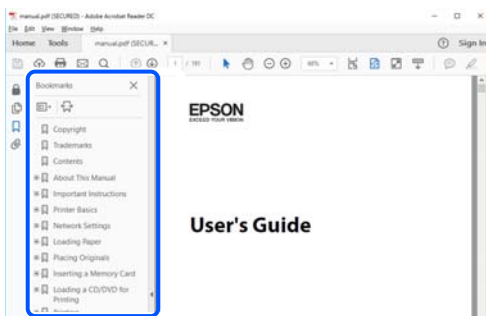 manual.pdf (SECURED) - Adobe Acrobat Reader DC
File Edit View Window Help
Home Tools manual.pdf (SECUR... × Sign In
1 / 191
Bookmarks
Copyright
Trademarks
Contents
About This Manual
Important Instructions
Printer Basics
Network Settings
Loading Paper
Placing Originals
Inserting a Memory Card
Loading a CD/DVD for
Printing
Printing
EPSON
EXCEED YOUR VISION
User's Guide